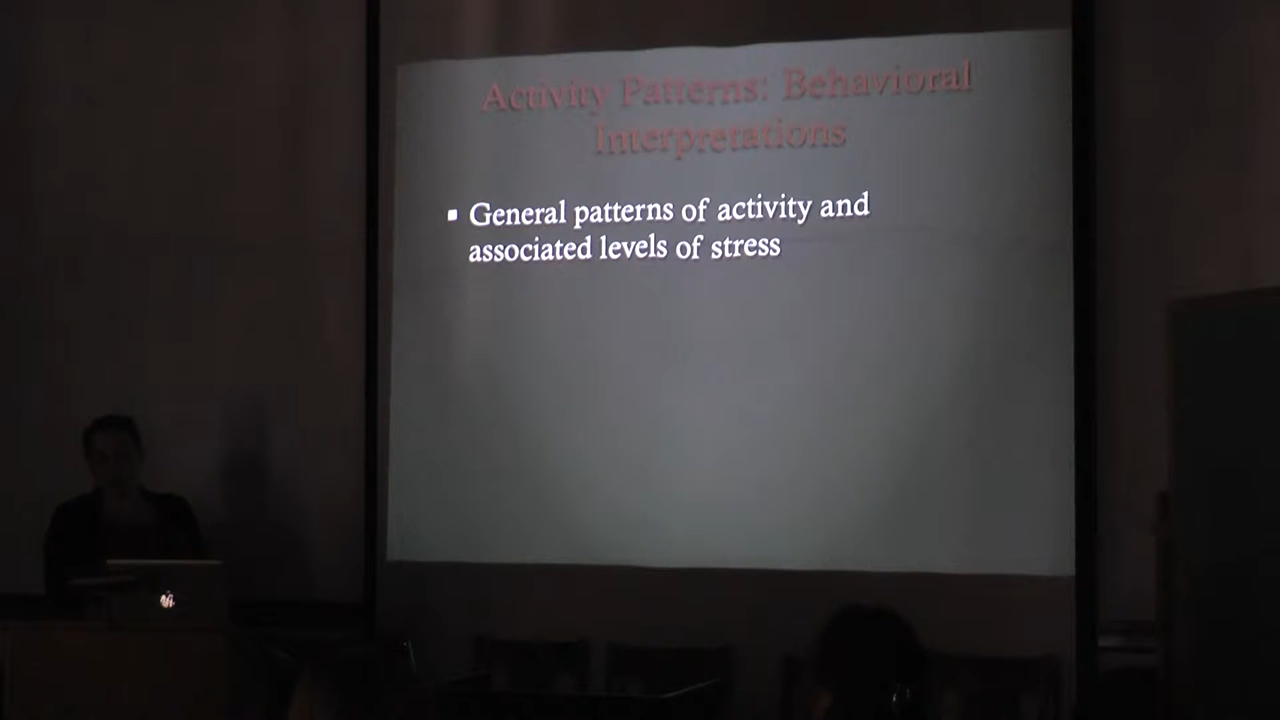 Activity Patterns: Behavioral
Interpretations
▪ General patterns of activity and
associated levels of stress